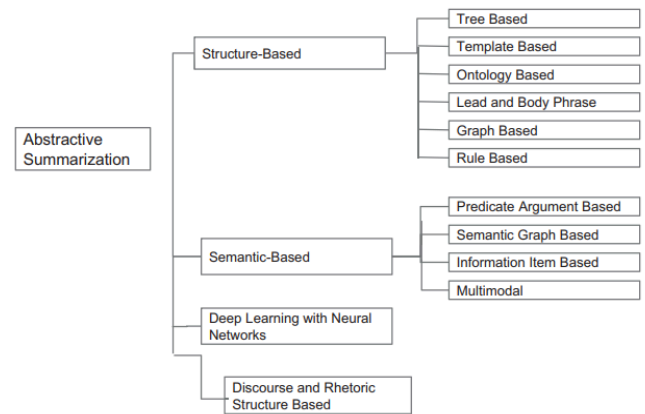 Abstractive
Summarization
Structure-Based
Tree Based
Template Based
Ontology Based
Lead and Body Phrase
Graph Based
Rule Based
Semantic-Based
Predicate Argument Based
Semantic Graph Based
Information Item Based
Multimodal
Deep Learning with Neural
Networks
Discourse and Rhetoric
Structure Based